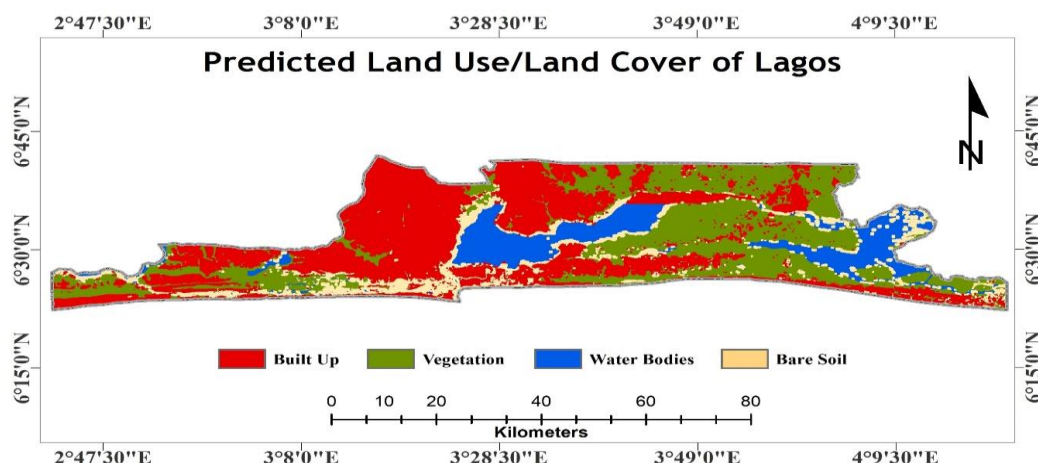 2°47'30"E 3°8'0"E 3°28'30"E 3°49'0"E 4°9'30"E
Predicted Land Use/Land Cover of Lagos
6°45'0"N 6°45'0"N
N
6°30'0"N 6°30'0"N
Built Up Vegetation Water Bodies Bare Soil
6°15'0"N 6°15'0"N
0 10 20 40 60 80
Kilometers
2°47'30"E 3°8'0"E 3°28'30"E 3°49'0"E 4°9'30"E